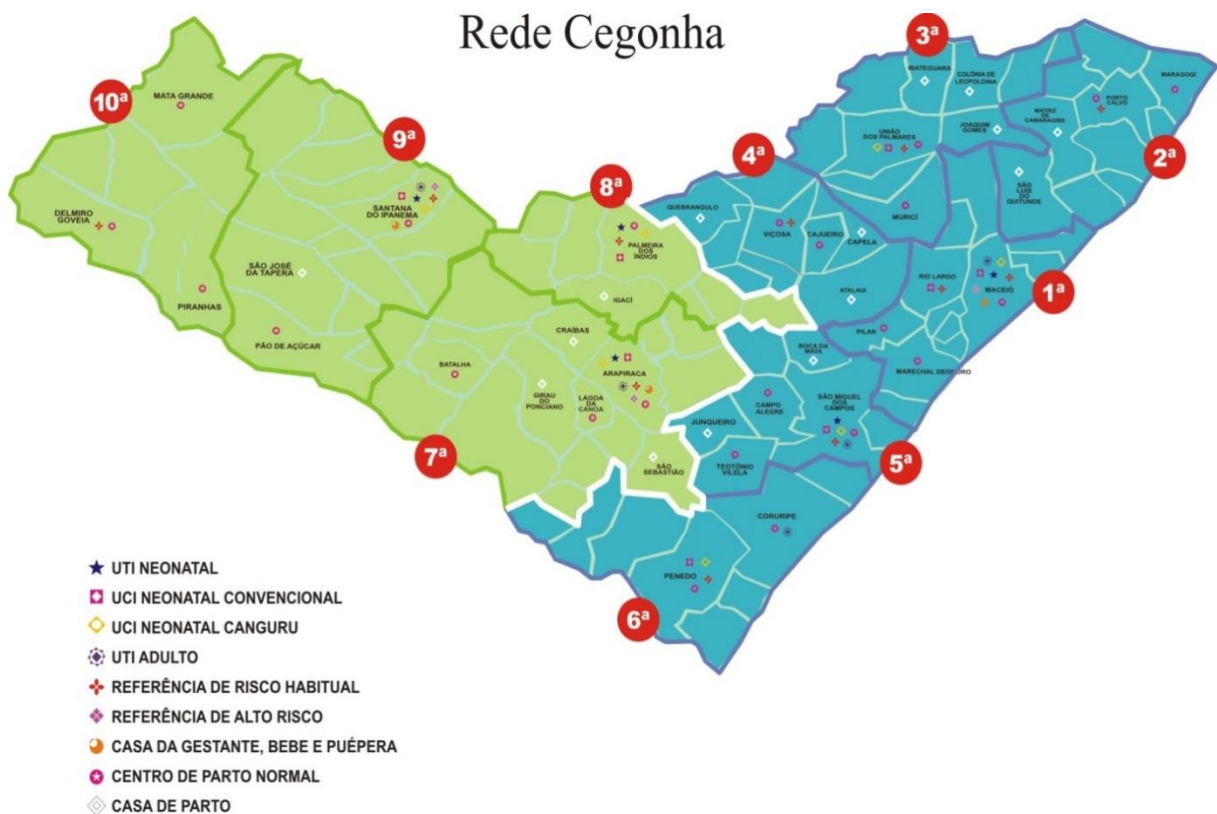 Rede Cegonha
3ª
IBATEGUARA
COLÔNIA DE
LEOPOLDINA
MARAGOGI
10ª
MATA GRANDE
PORTO
CALVO
MATRIZ
DE
CAMARAGIBE
JOAQUIM
GOMES
UNIÃO
DOS PALMARES
9ª
4ª
2ª
8ª
SÃO
LUIS
DO
QUITUNDE
QUEBRANGULO
SANTANA
DO IPANEMA
DELMIRO
GOVEIA
MURICÍ
VIÇOSA
CAJUEIRO
CAPELA
PALMEIRA
DOS
ÍNDIOS
SÃO JOSÉ
DA TAPERA
RIO LARGO
MACEIÓ
1ª
ATALAIA
IGACÍ
PIRANHAS
CRAÍBAS
PILAR
PÃO DE AÇÚCAR
BOCA DA
MATA
BATALHA
ARAPIRACA
MARECHAL DEODORO
GIRAU
DO
PONCIANO
LAGOA
DA
CANOA
CAMPO
ALEGRE
SÃO MIGUEL
DOS
CAMPOS
JUNQUEIRO
7ª
5ª
SÃO
SEBASTIÃO
TEOTÔNIO
VILELA
CORURIPE
PENEDO
6ª
UTI NEONATAL
UCI NEONATAL CONVENCIONAL
UCI NEONATAL CANGURU
UTI ADULTO
REFERÊNCIA DE RISCO HABITUAL
REFERÊNCIA DE ALTO RISCO
CASA DA GESTANTE, BEBE E PUÉPERA
CENTRO DE PARTO NORMAL
CASA DE PARTO